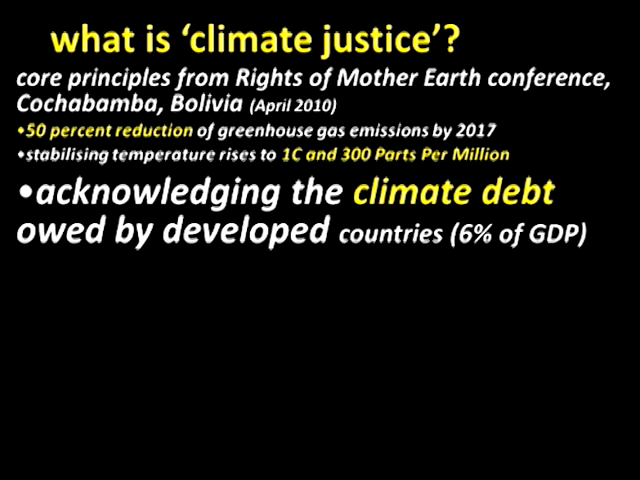 what is ‘climate justice’?
core principles from Rights of Mother Earth conference,
Cochabamba, Bolivia (April 2010)
•50 percent reduction of greenhouse gas emissions by 2017
•stabilising temperature rises to 1C and 300 Parts Per Million
•acknowledging the climate debt
owed by developed countries (6% of GDP)